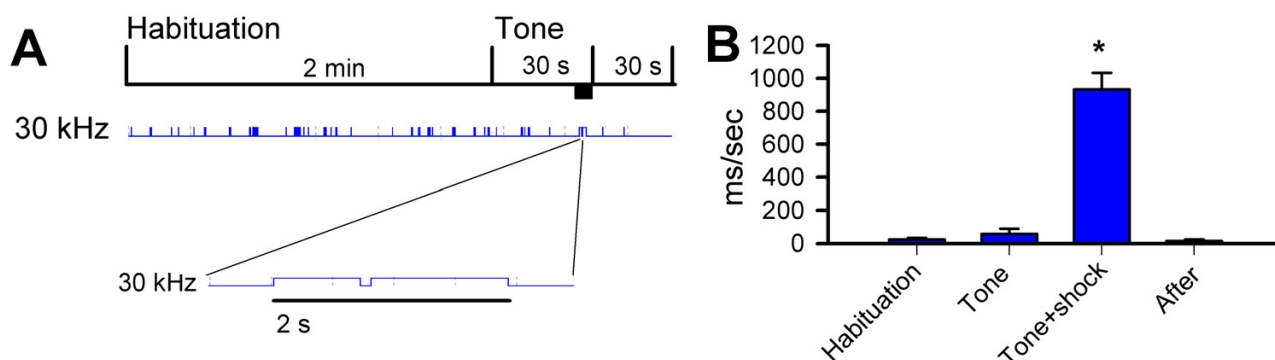 A
Habituation Tone
2 min 30 s 30 s
30 kHz
30 kHz
2 s
B
1200
1000
800
600
400
200
0
ms/sec
*
Habituation
Tone
Tone+shock
After